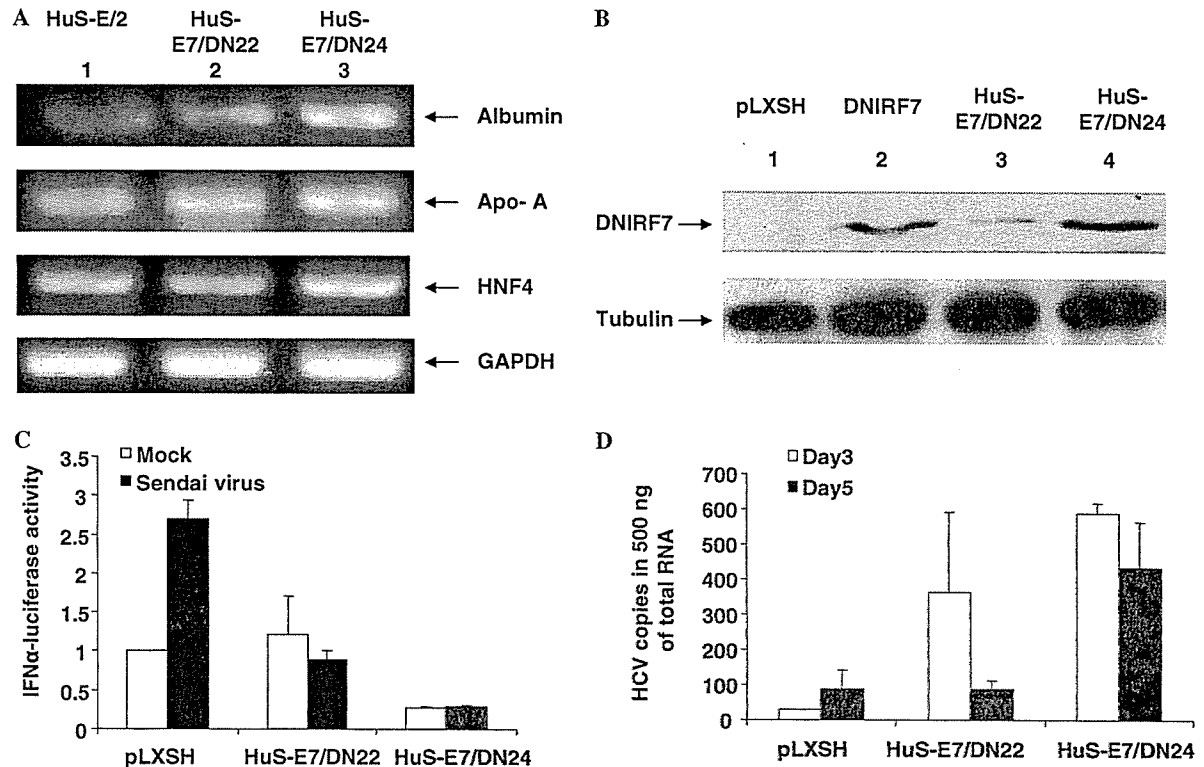 A
HuS-E/2
HuS-
E7/DN22
HuS-
E7/DN24
1
2
3
Albumin
Apo- A
HNF4
GAPDH
B
pLXSH
DNIRF7
HuS-
E7/DN22
HuS-
E7/DN24
1
2
3
4
DNIRF7
Tubulin
C
Mock
Sendai virus
IFNα-luciferase activity
3.5
3
2.5
2
1.5
1
0.5
0
pLXSH
HuS-E7/DN22
HuS-E7/DN24
D
Day3
Day5
HCV copies in 500 ng
of total RNA
700
600
500
400
300
200
100
0
pLXSH
HuS-E7/DN22
HuS-E7/DN24